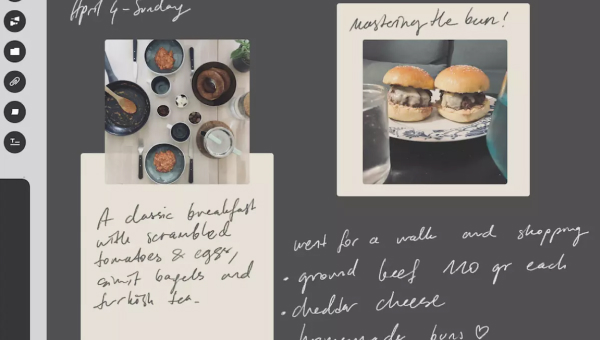 April 4 - Sunday
mastering the bun!
A classic breakfast
with scrambled
tomatoes & eggs,
simit bagels and
turkish tea.
went for a walk and shopping
• ground beef 110 gr each
• chedder cheese
homemade buns ♡